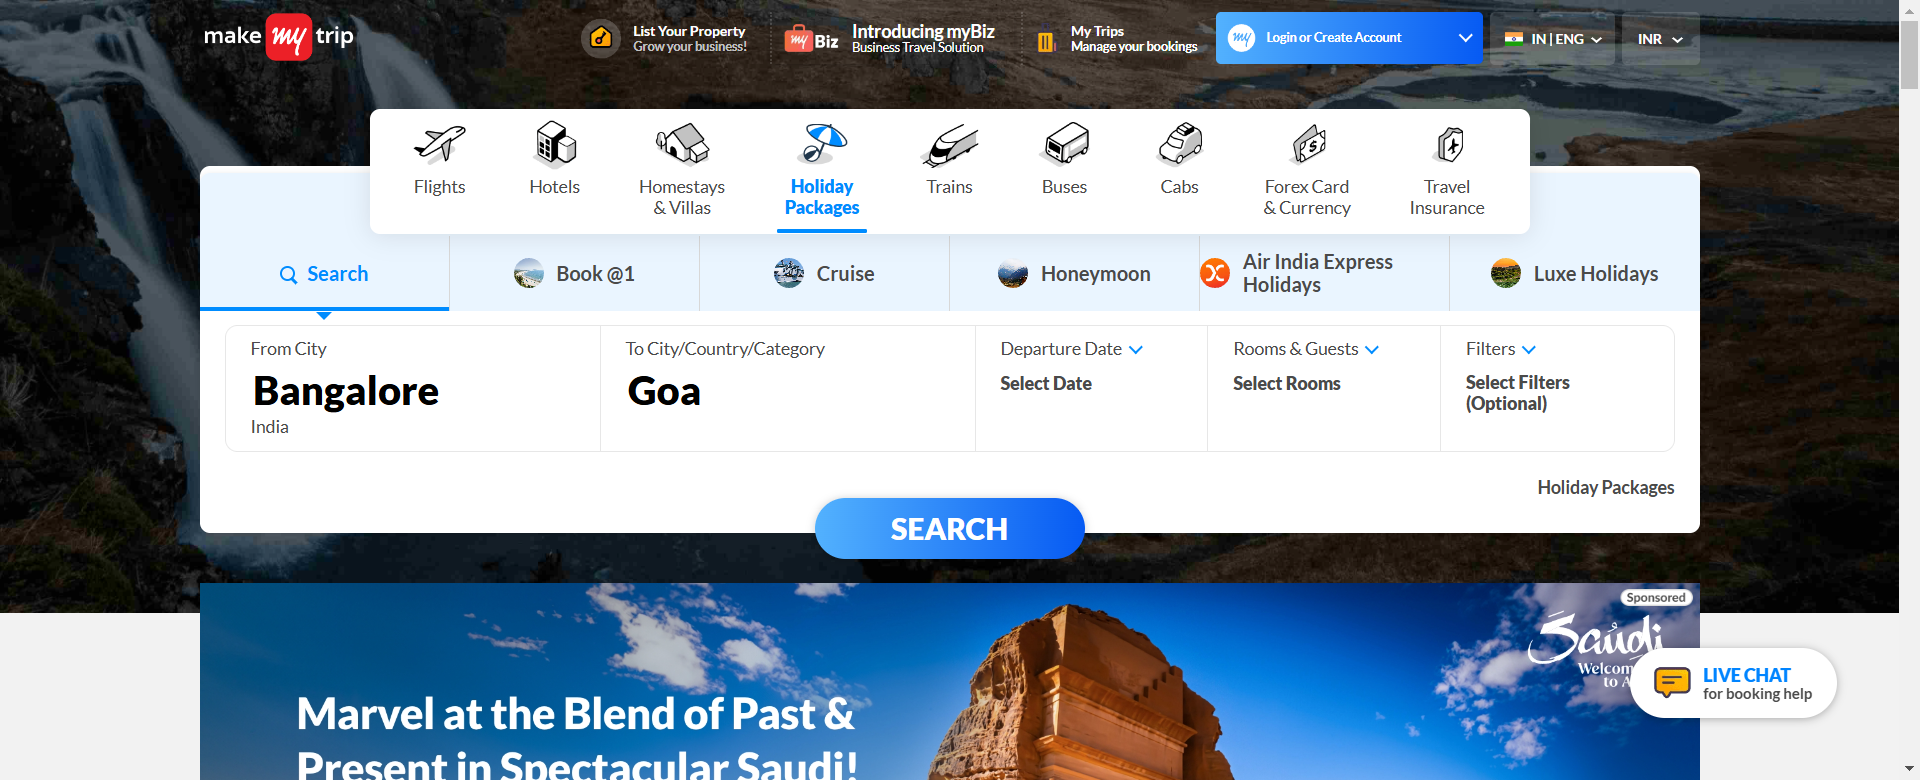 make my trip
List Your Property
Grow your business!
my Biz
Introducing myBiz
Business Travel Solution
My Trips
Manage your bookings
my
Login or Create Account
IN | ENG
INR
Flights
Hotels
Homestays
& Villas
Holiday
Packages
Trains
Buses
Cabs
Forex Card
& Currency
Travel
Insurance
Search
Book @1
Cruise
Honeymoon
Air India Express
Holidays
Luxe Holidays
From City
Bangalore
India
To City/Country/Category
Goa
Departure Date
Select Date
Rooms & Guests
Select Rooms
Filters
Select Filters
(Optional)
Holiday Packages
SEARCH
Sponsored
Saudi
to
LIVE CHAT
for booking help
Marvel at the Blend of Past &
Present in Spectacular Saudi!